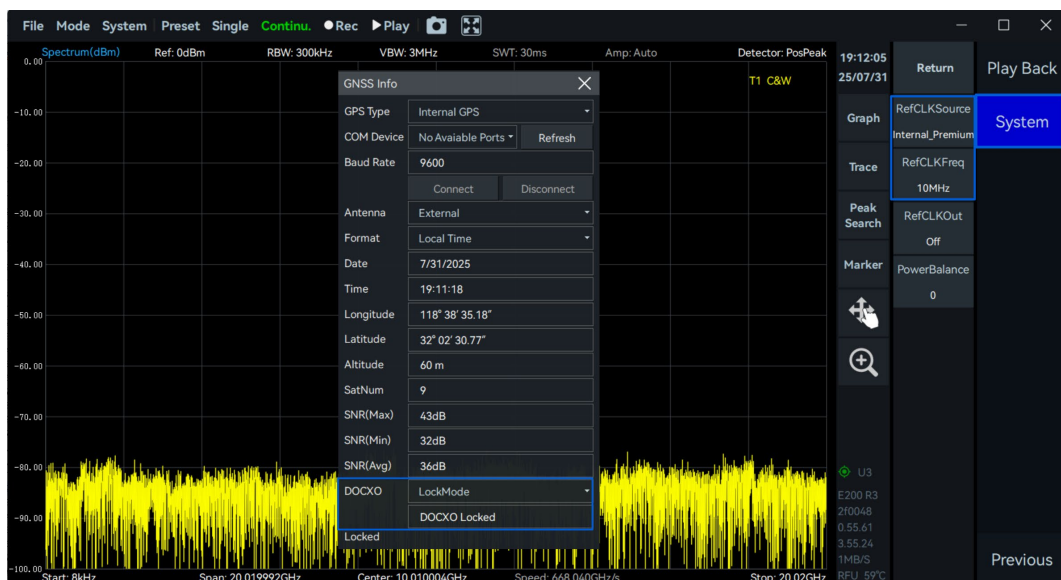 File Mode System Preset Single Continu. Rec Play
Spectrum(dBm) Ref: 0dBm RBW: 300kHz VBW: 3MHz SWT: 30ms Amp: Auto Detector: PosPeak
T1 C&W
0.00
-10.00
-20.00
-30.00
-40.00
-50.00
-60.00
-70.00
-80.00
-90.00
-100.00
Start: 8kHz Span: 20.019992GHz Center: 10.010004GHz Speed: 668.040GHz/s Stop: 20.02GHz
GNSS Info
GPS Type Internal GPS
COM Device No Avaiable Ports Refresh
Baud Rate 9600
Connect Disconnect
Antenna External
Format Local Time
Date 7/31/2025
Time 19:11:18
Longitude 118° 38′ 35.18″
Latitude 32° 02′ 30.77″
Altitude 60 m
SatNum 9
SNR(Max) 43dB
SNR(Min) 32dB
SNR(Avg) 36dB
DOCXO LockMode
DOCXO Locked
Locked
19:12:05
25/07/31
Graph
Trace
Peak
Search
Marker
U3
E200 R3
2f0048
0.55.61
3.55.24
1MB/S
RFU 59°C
Return
RefCLKSource
Internal_Premium
RefCLKFreq
10MHz
RefCLKOut
Off
PowerBalance
0
Play Back
System
Previous